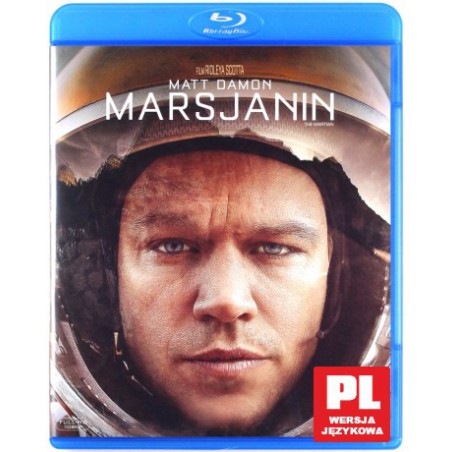 Blu-ray Disc
FILM RIDLEYA SCOTTA
MATT DAMON
MARSJANIN
THE MARTIAN
PL
WERSJA
JĘZYKOWA